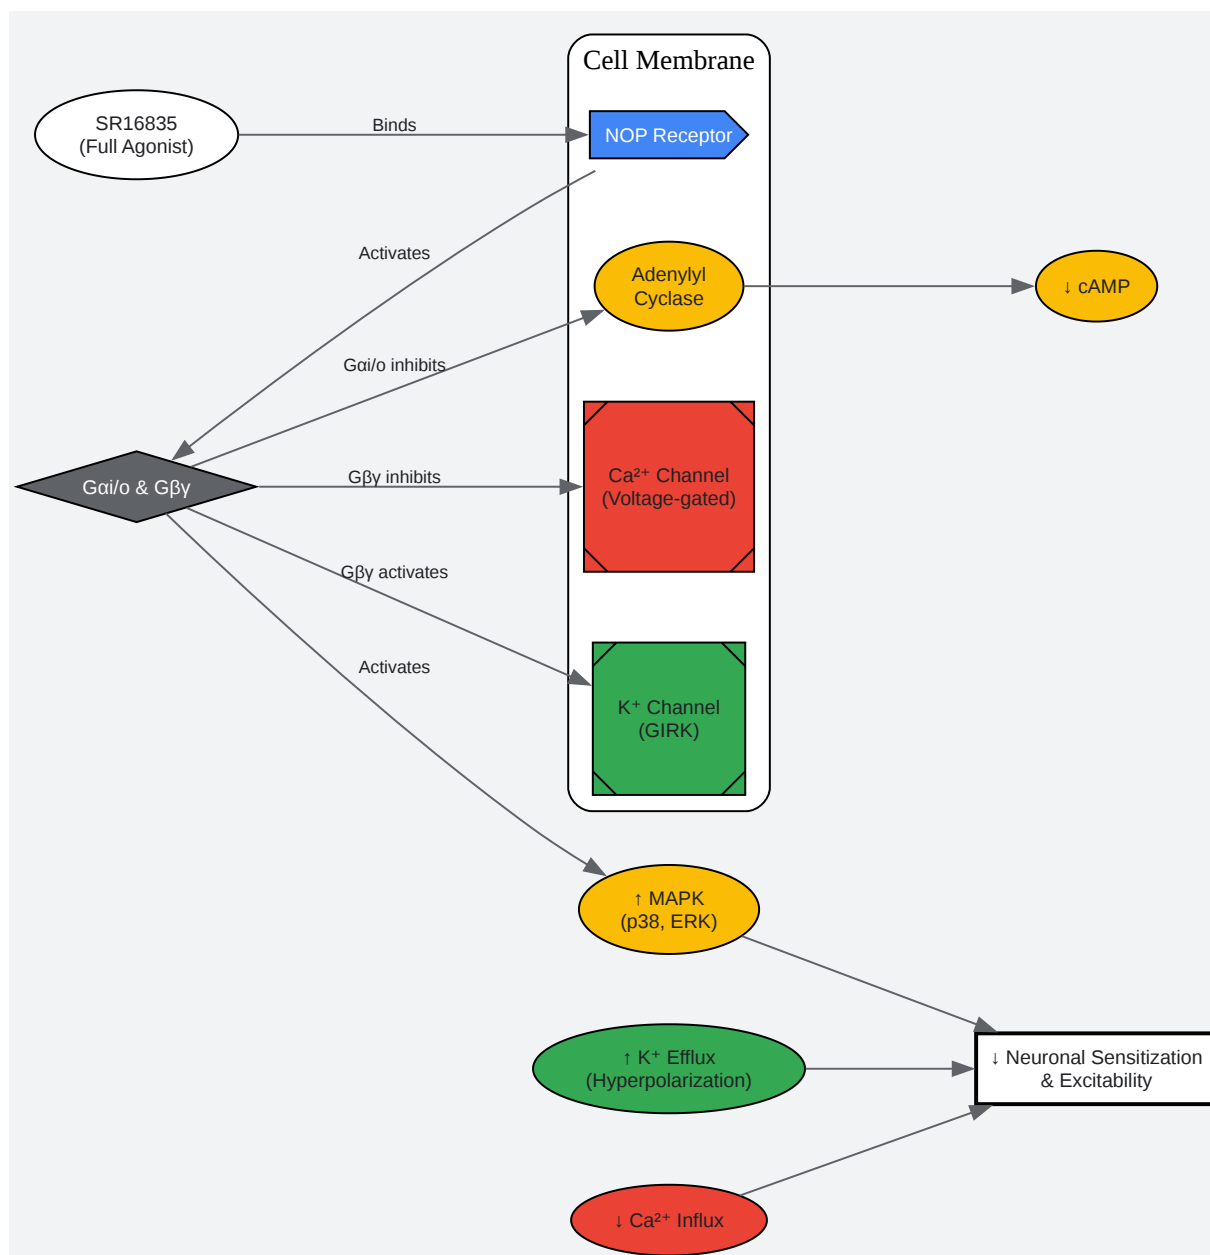 Cell Membrane
SR16835
(Full Agonist)
Binds
NOP Receptor
Activates
Adenylyl
Cyclase
↓ cAMP
Gαi/o inhibits
Gαi/o & Gβγ
Gβγ inhibits
Ca²⁺ Channel
(Voltage-gated)
Gβγ activates
Activates
K⁺ Channel
(GIRK)
↑ MAPK
(p38, ERK)
↑ K⁺ Efflux
(Hyperpolarization)
↓ Neuronal Sensitization
& Excitability
↓ Ca²⁺ Influx